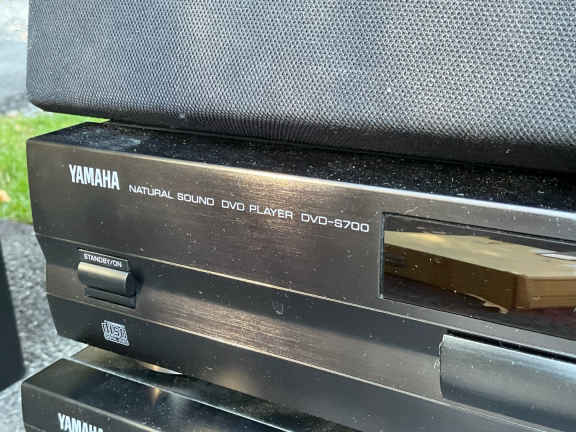 YAMAHA NATURAL SOUND DVD PLAYER DVD-S700
STANDBY/ON
YAMAHA